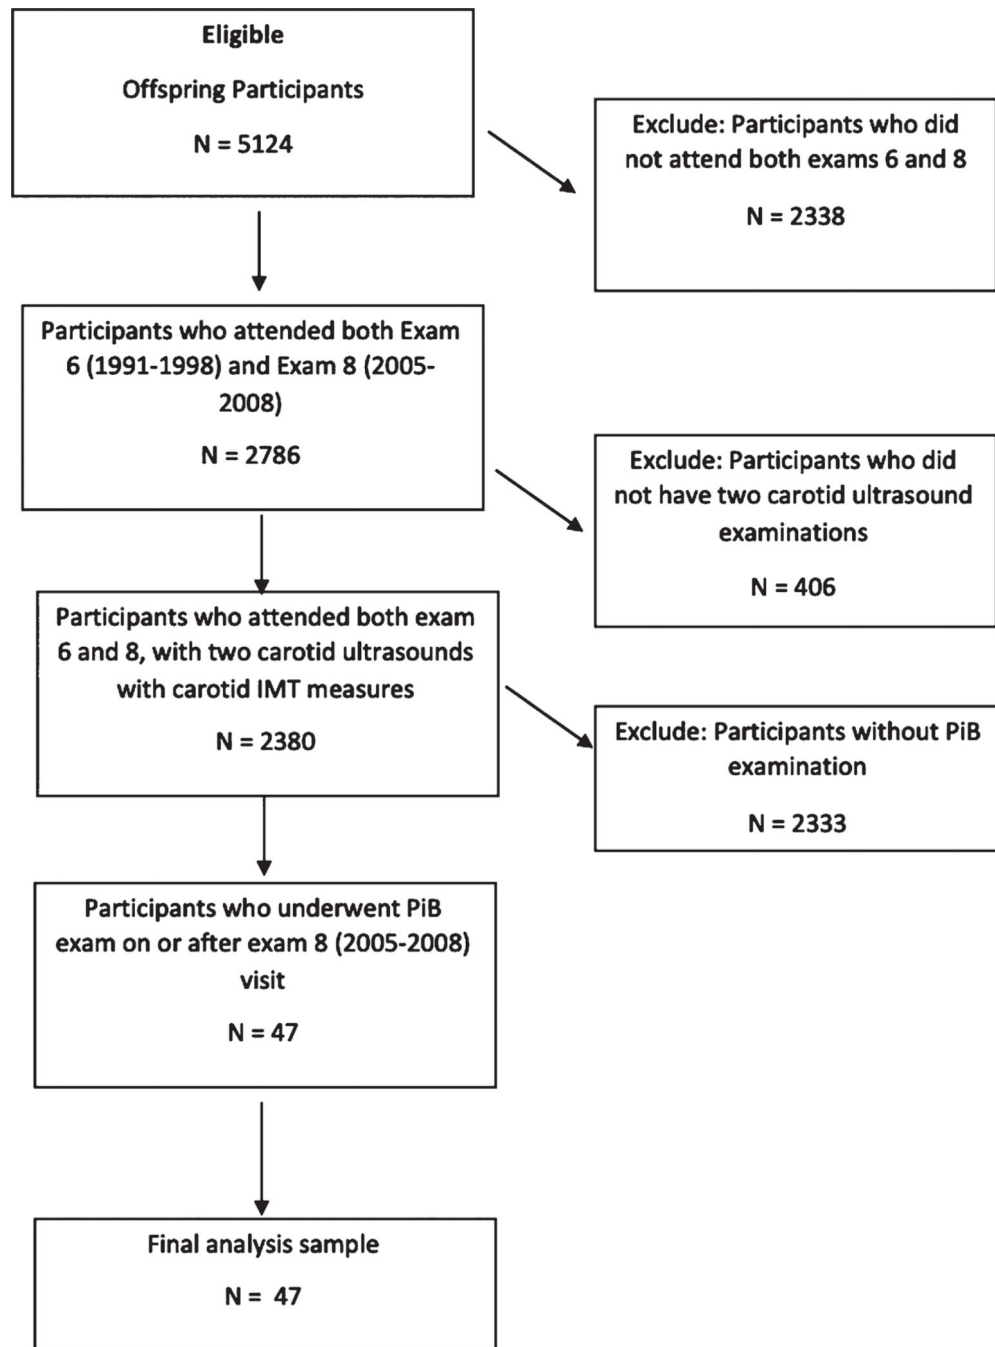 Eligible
Offspring Participants
N = 5124
Exclude: Participants who did
not attend both exams 6 and 8
N = 2338
Participants who attended both Exam
6 (1991-1998) and Exam 8 (2005-
2008)
N = 2786
Exclude: Participants who did
not have two carotid ultrasound
examinations
N = 406
Participants who attended both exam
6 and 8, with two carotid ultrasounds
with carotid IMT measures
N = 2380
Exclude: Participants without PiB
examination
N = 2333
Participants who underwent PiB
exam on or after exam 8 (2005-2008)
visit
N = 47
Final analysis sample
N = 47